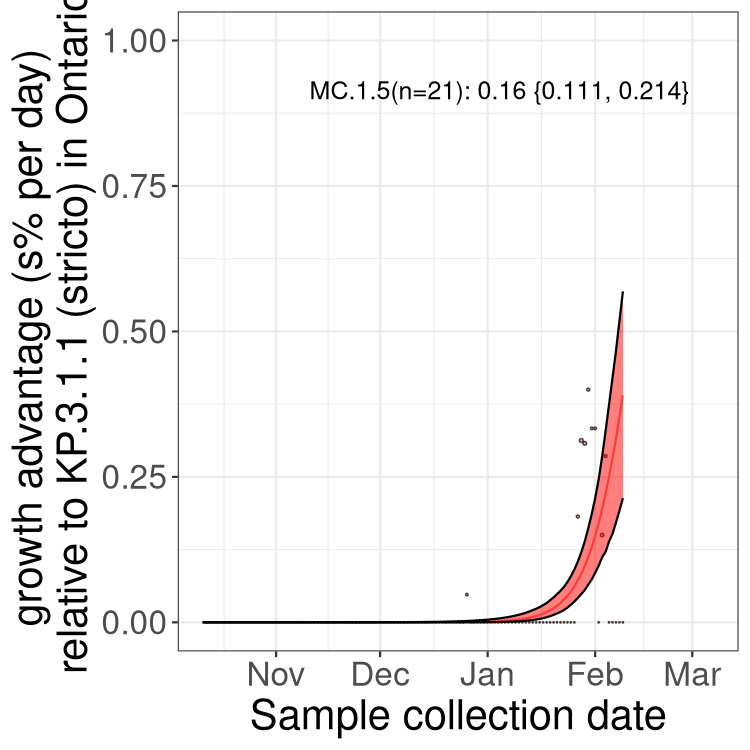 growth advantage (s% per day)
relative to KP.3.1.1 (stricto) in Ontario
1.00
0.75
0.50
0.25
0.00
MC.1.5(n=21): 0.16 {0.111, 0.214}
Nov Dec Jan Feb Mar
Sample collection date